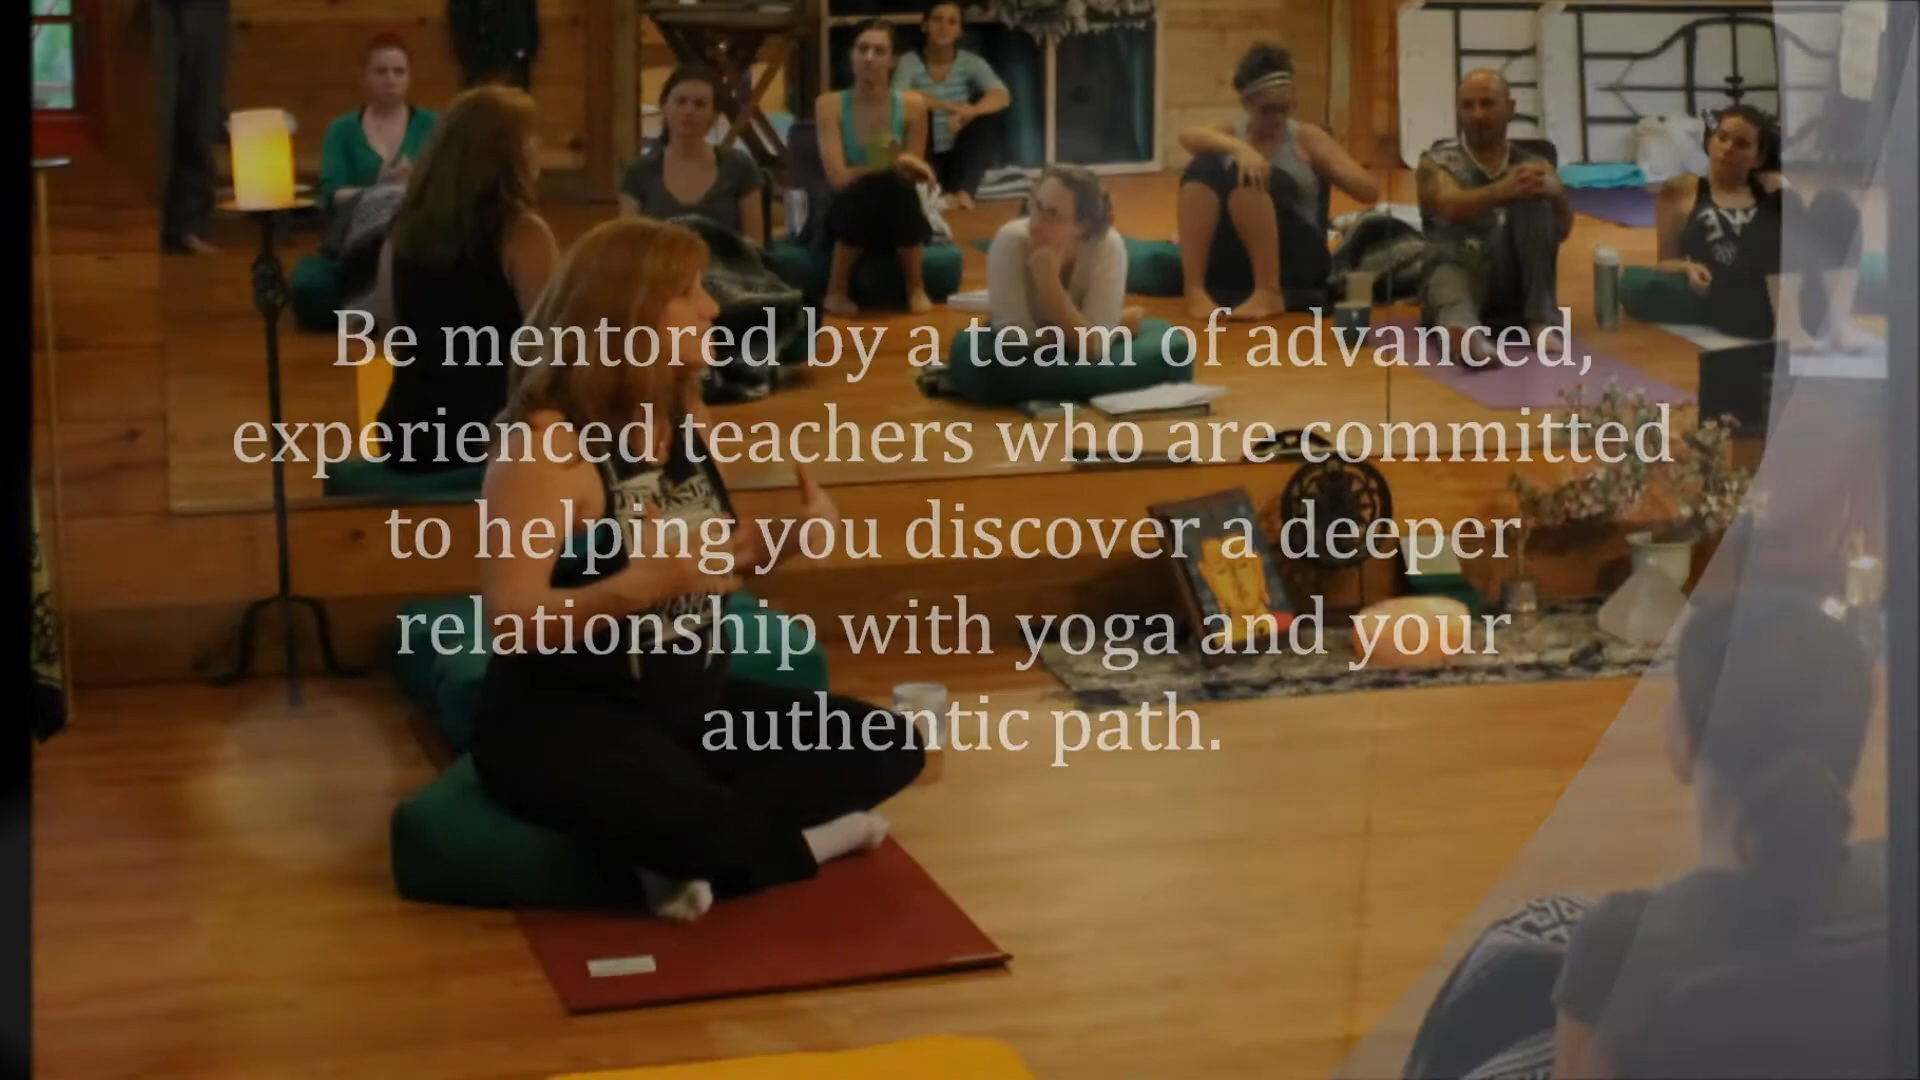 Be mentored by a team of advanced,
experienced teachers who are committed
to helping you discover a deeper
relationship with yoga and your
authentic path.